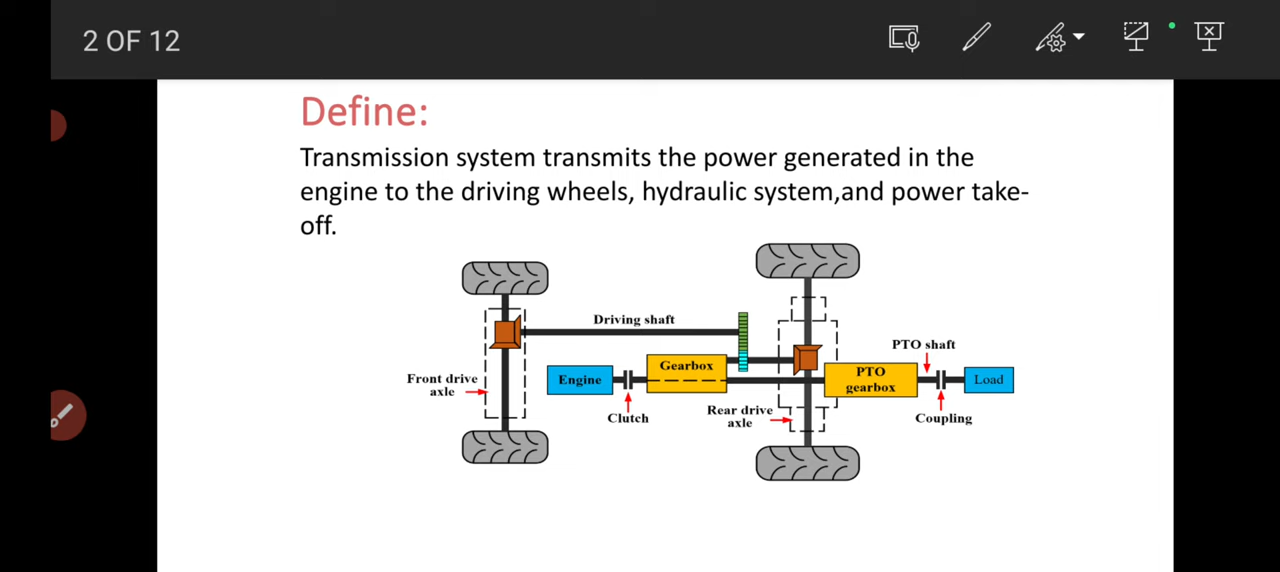 2 OF 12
Define:
Transmission system transmits the power generated in the
engine to the driving wheels, hydraulic system,and power take-
off.
Driving shaft
PTO shaft
Front drive
axle
Engine
Gearbox
PTO
gearbox
Load
Clutch
Rear drive
axle
Coupling